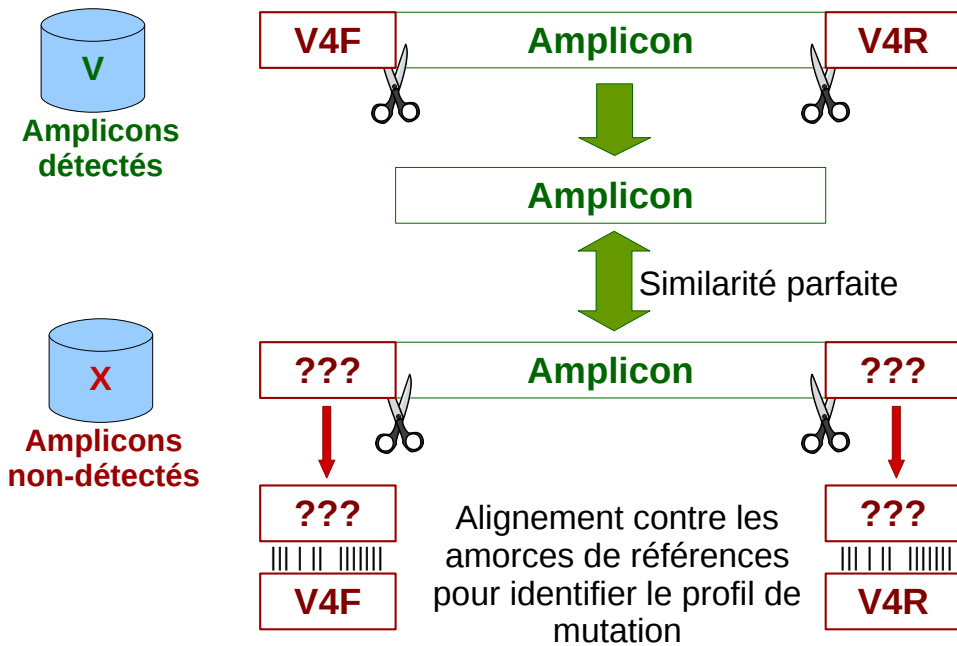 V4F
Amplicon
V4R
V
Amplicons
détectés
Amplicon
Similarité parfaite
???
Amplicon
???
X
Amplicons
non-détectés
???
???
Alignement contre les
amorces de références
pour identifier le profil de
mutation
V4F
V4R